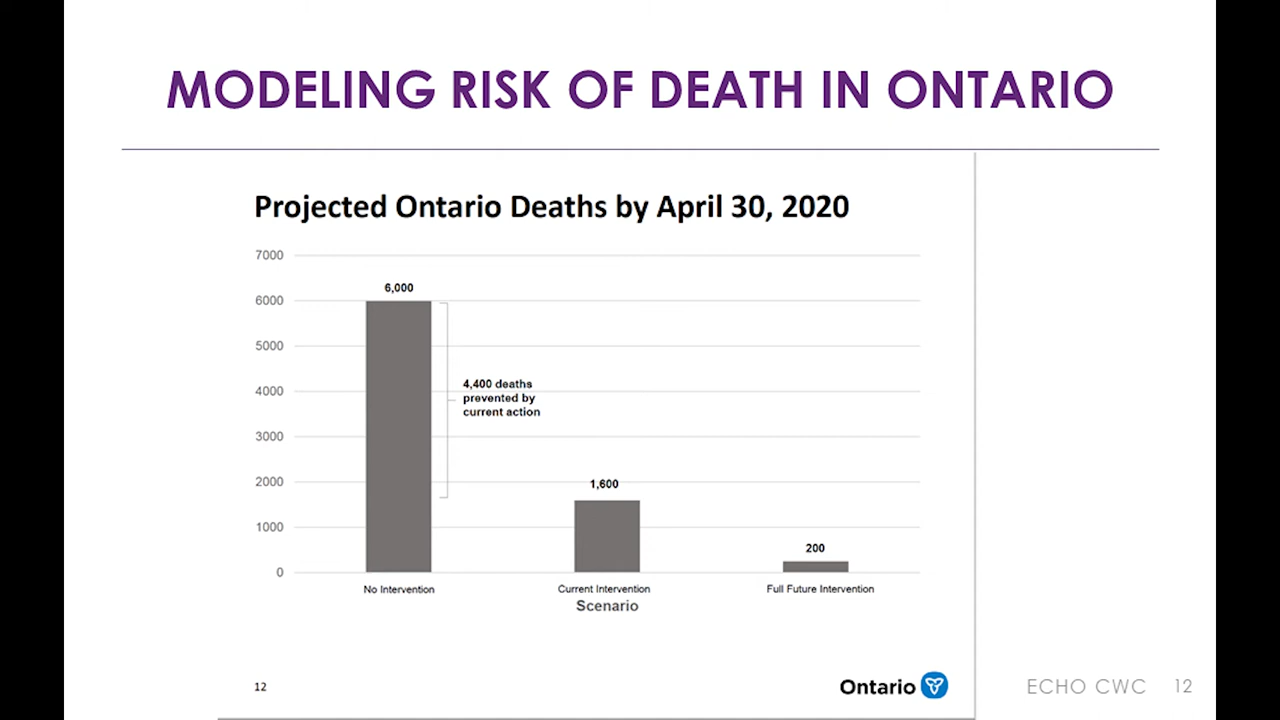 MODELING RISK OF DEATH IN ONTARIO
Projected Ontario Deaths by April 30, 2020
7000
6000
5000
4000
3000
2000
1000
0
6,000
4,400 deaths
prevented by
current action
1,600
200
No Intervention
Current Intervention
Full Future Intervention
Scenario
12
Ontario
ECHO CWC 12